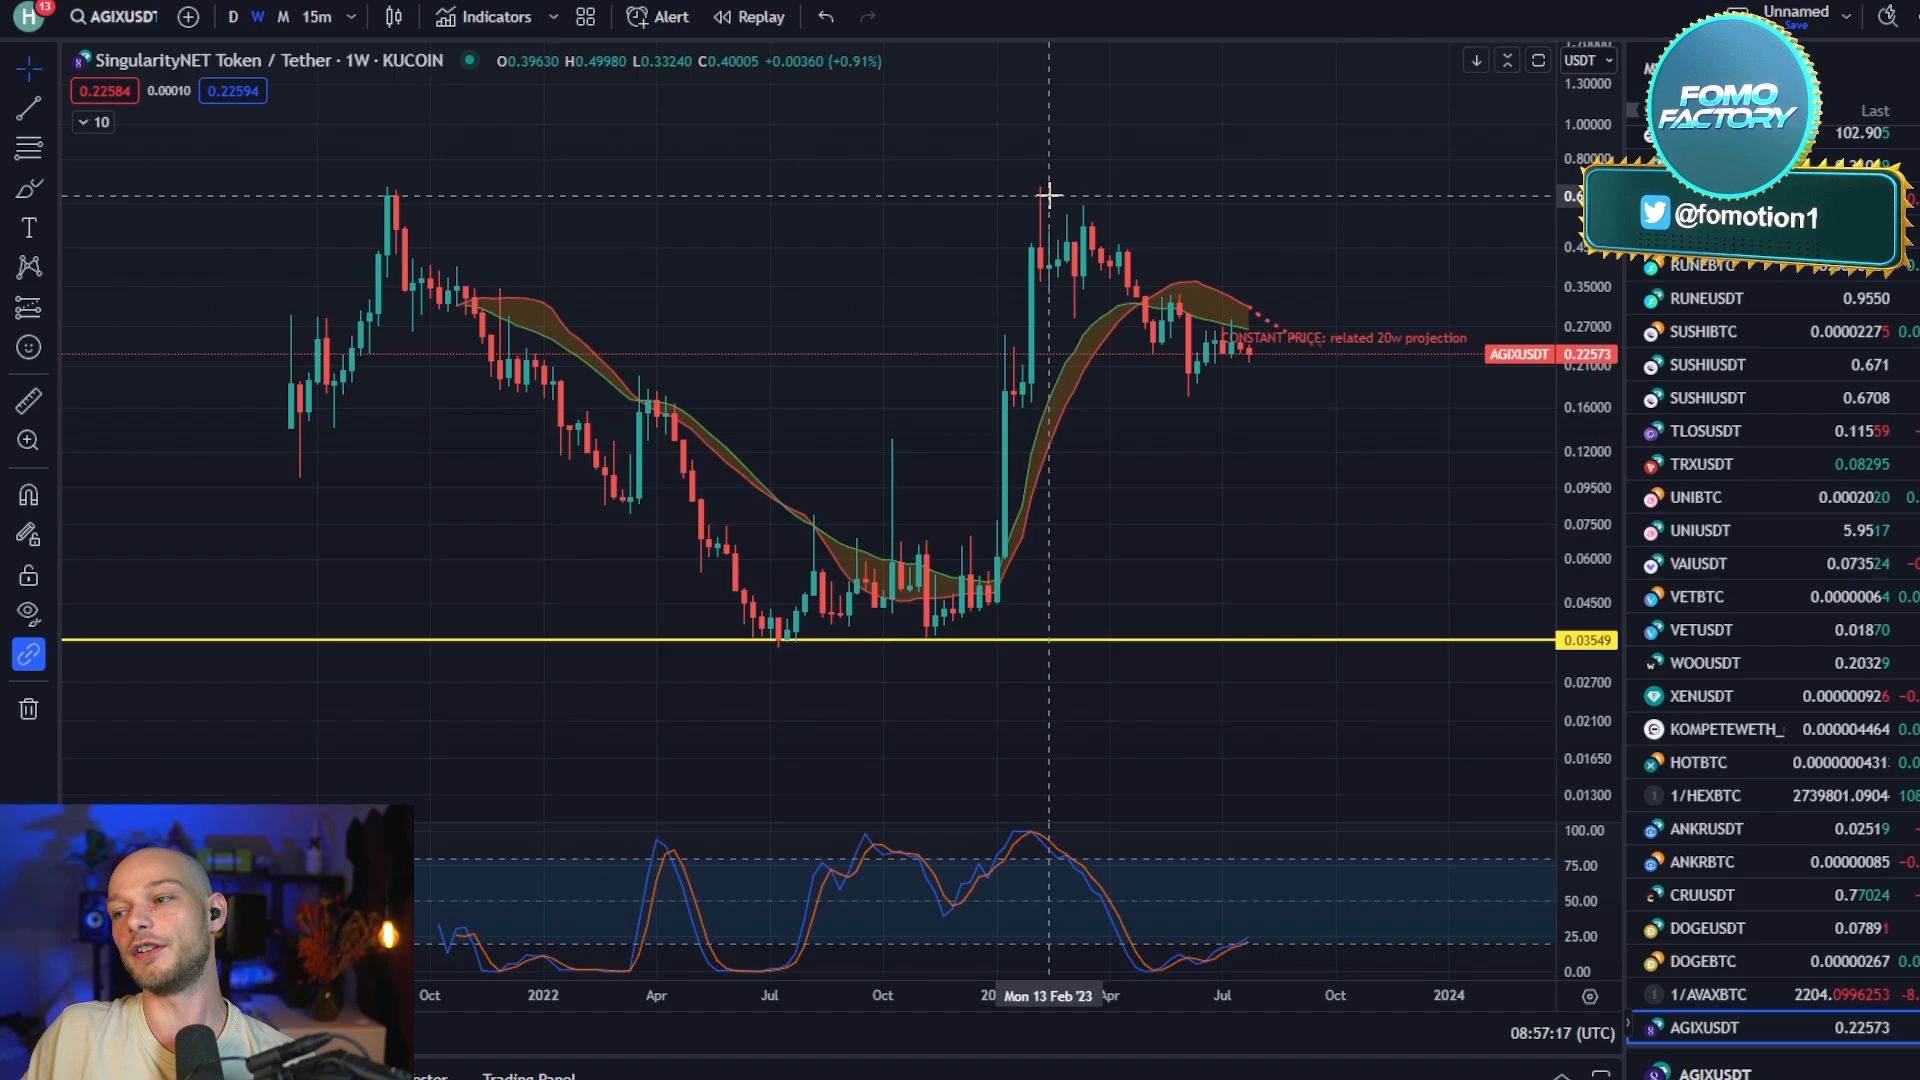 H 13 AGIXUSDT D W M 15m Indicators Alert Replay Unnamed
Save
SingularityNET Token / Tether · 1W · KUCOIN O0.39630 H0.49980 L0.33240 C0.40005 +0.00360 (+0.91%)
USDT
0.22584 0.00010 0.22594
10
1.30000
1.00000
0.80000
0.35000
0.27000
0.21000
0.16000
0.12000
0.09500
0.07500
0.06000
0.04500
0.03549
0.02700
0.02100
0.01650
0.01300
CONSTANT PRICE: related 20w projection
AGIXUSDT 0.22573
100.00
75.00
50.00
25.00
0.00
Oct 2022 Apr Jul Oct Mon 13 Feb '23 Apr Jul Oct 2024
08:57:17 (UTC)
Trading Panel
FOMO
FACTORY
@fomotion1
Last
102.905
RUNEBTC
RUNEUSDT 0.9550
SUSHIBTC 0.00002275
SUSHIUSDT 0.671
SUSHIUSDT 0.6708
TLOSUSDT 0.11559
TRXUSDT 0.08295
UNIBTC 0.0002020
UNIUSDT 5.9517
VAIUSDT 0.073524
VETBTC 0.00000064
VETUSDT 0.01870
WOOUSDT 0.20329
XENUSDT 0.000000926
KOMPETEWETH_ 0.000004464
HOTBTC 0.0000000431
1/HEXBTC 2739801.0904
ANKRUSDT 0.02519
ANKRBTC 0.00000085
CRUUSDT 0.77024
DOGEUSDT 0.07891
DOGEBTC 0.00000267
1/AVAXBTC 2204.0996253
AGIXUSDT 0.22573
AGIXUSDT